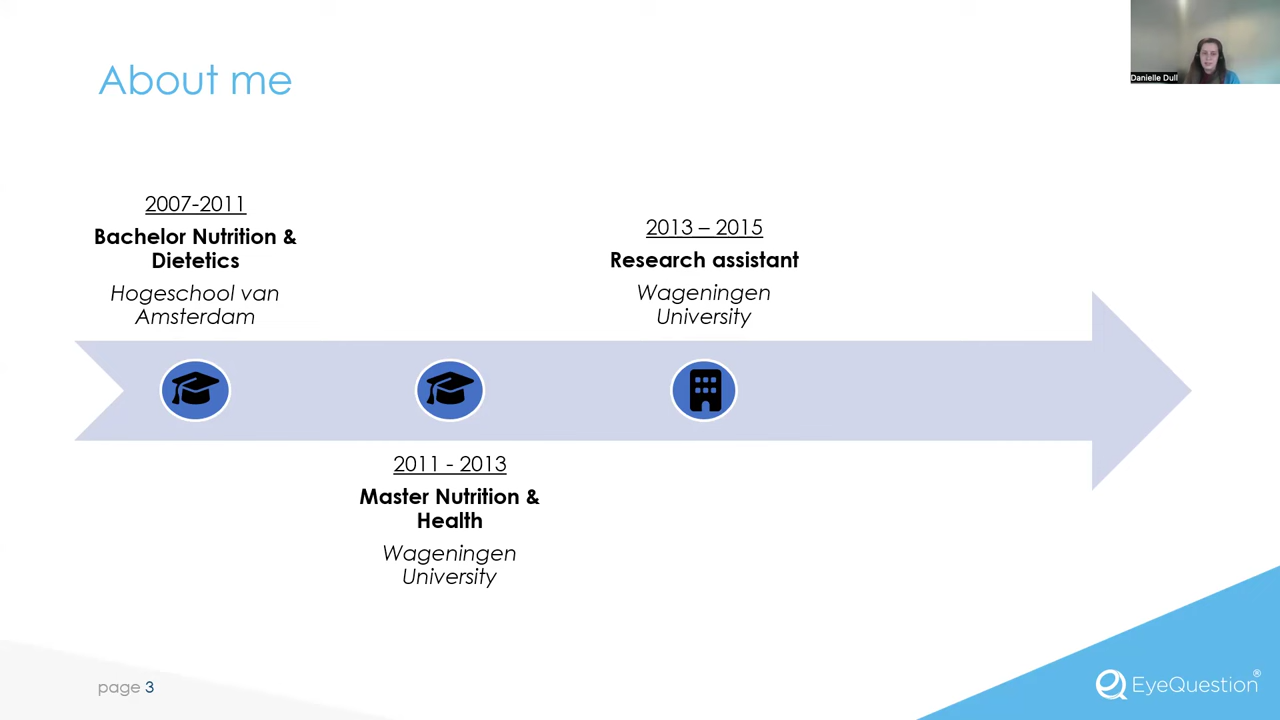 About me
Danielle Dull
2007-2011
Bachelor Nutrition &
Dietetics
Hogeschool van
Amsterdam
2013 – 2015
Research assistant
Wageningen
University
2011 - 2013
Master Nutrition &
Health
Wageningen
University
page 3
EyeQuestion®